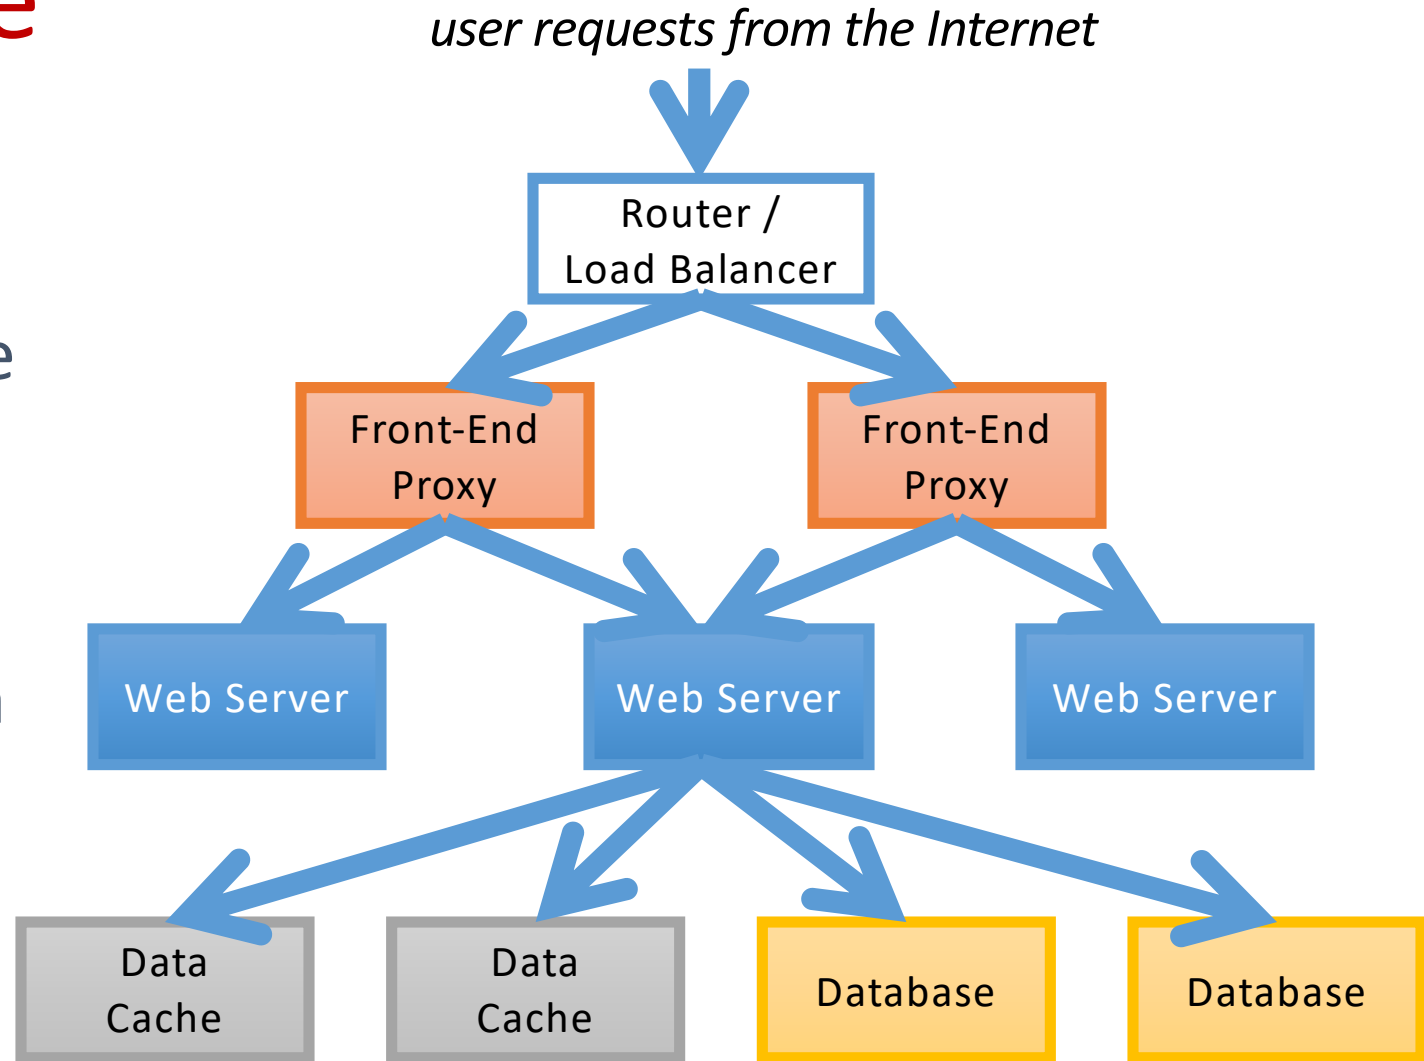 user requests from the Internet
Router /
Load Balancer
Front-End
Proxy
Front-End
Proxy
Web Server
Web Server
Web Server
Data
Cache
Data
Cache
Database
Database